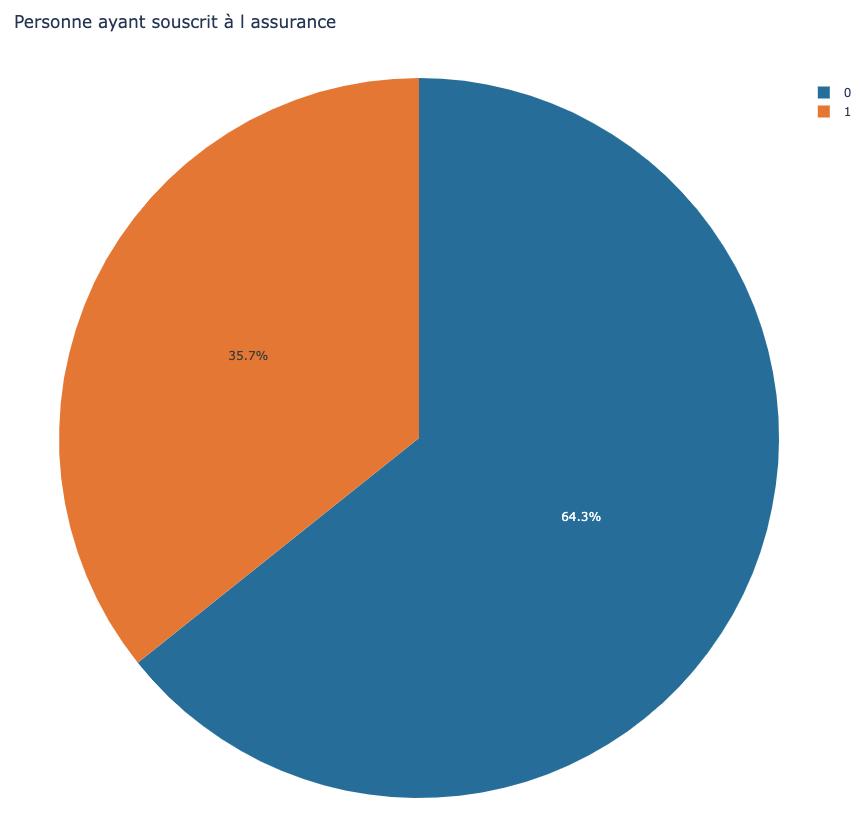 Personne ayant souscrit à l assurance
0
1
35.7%
64.3%